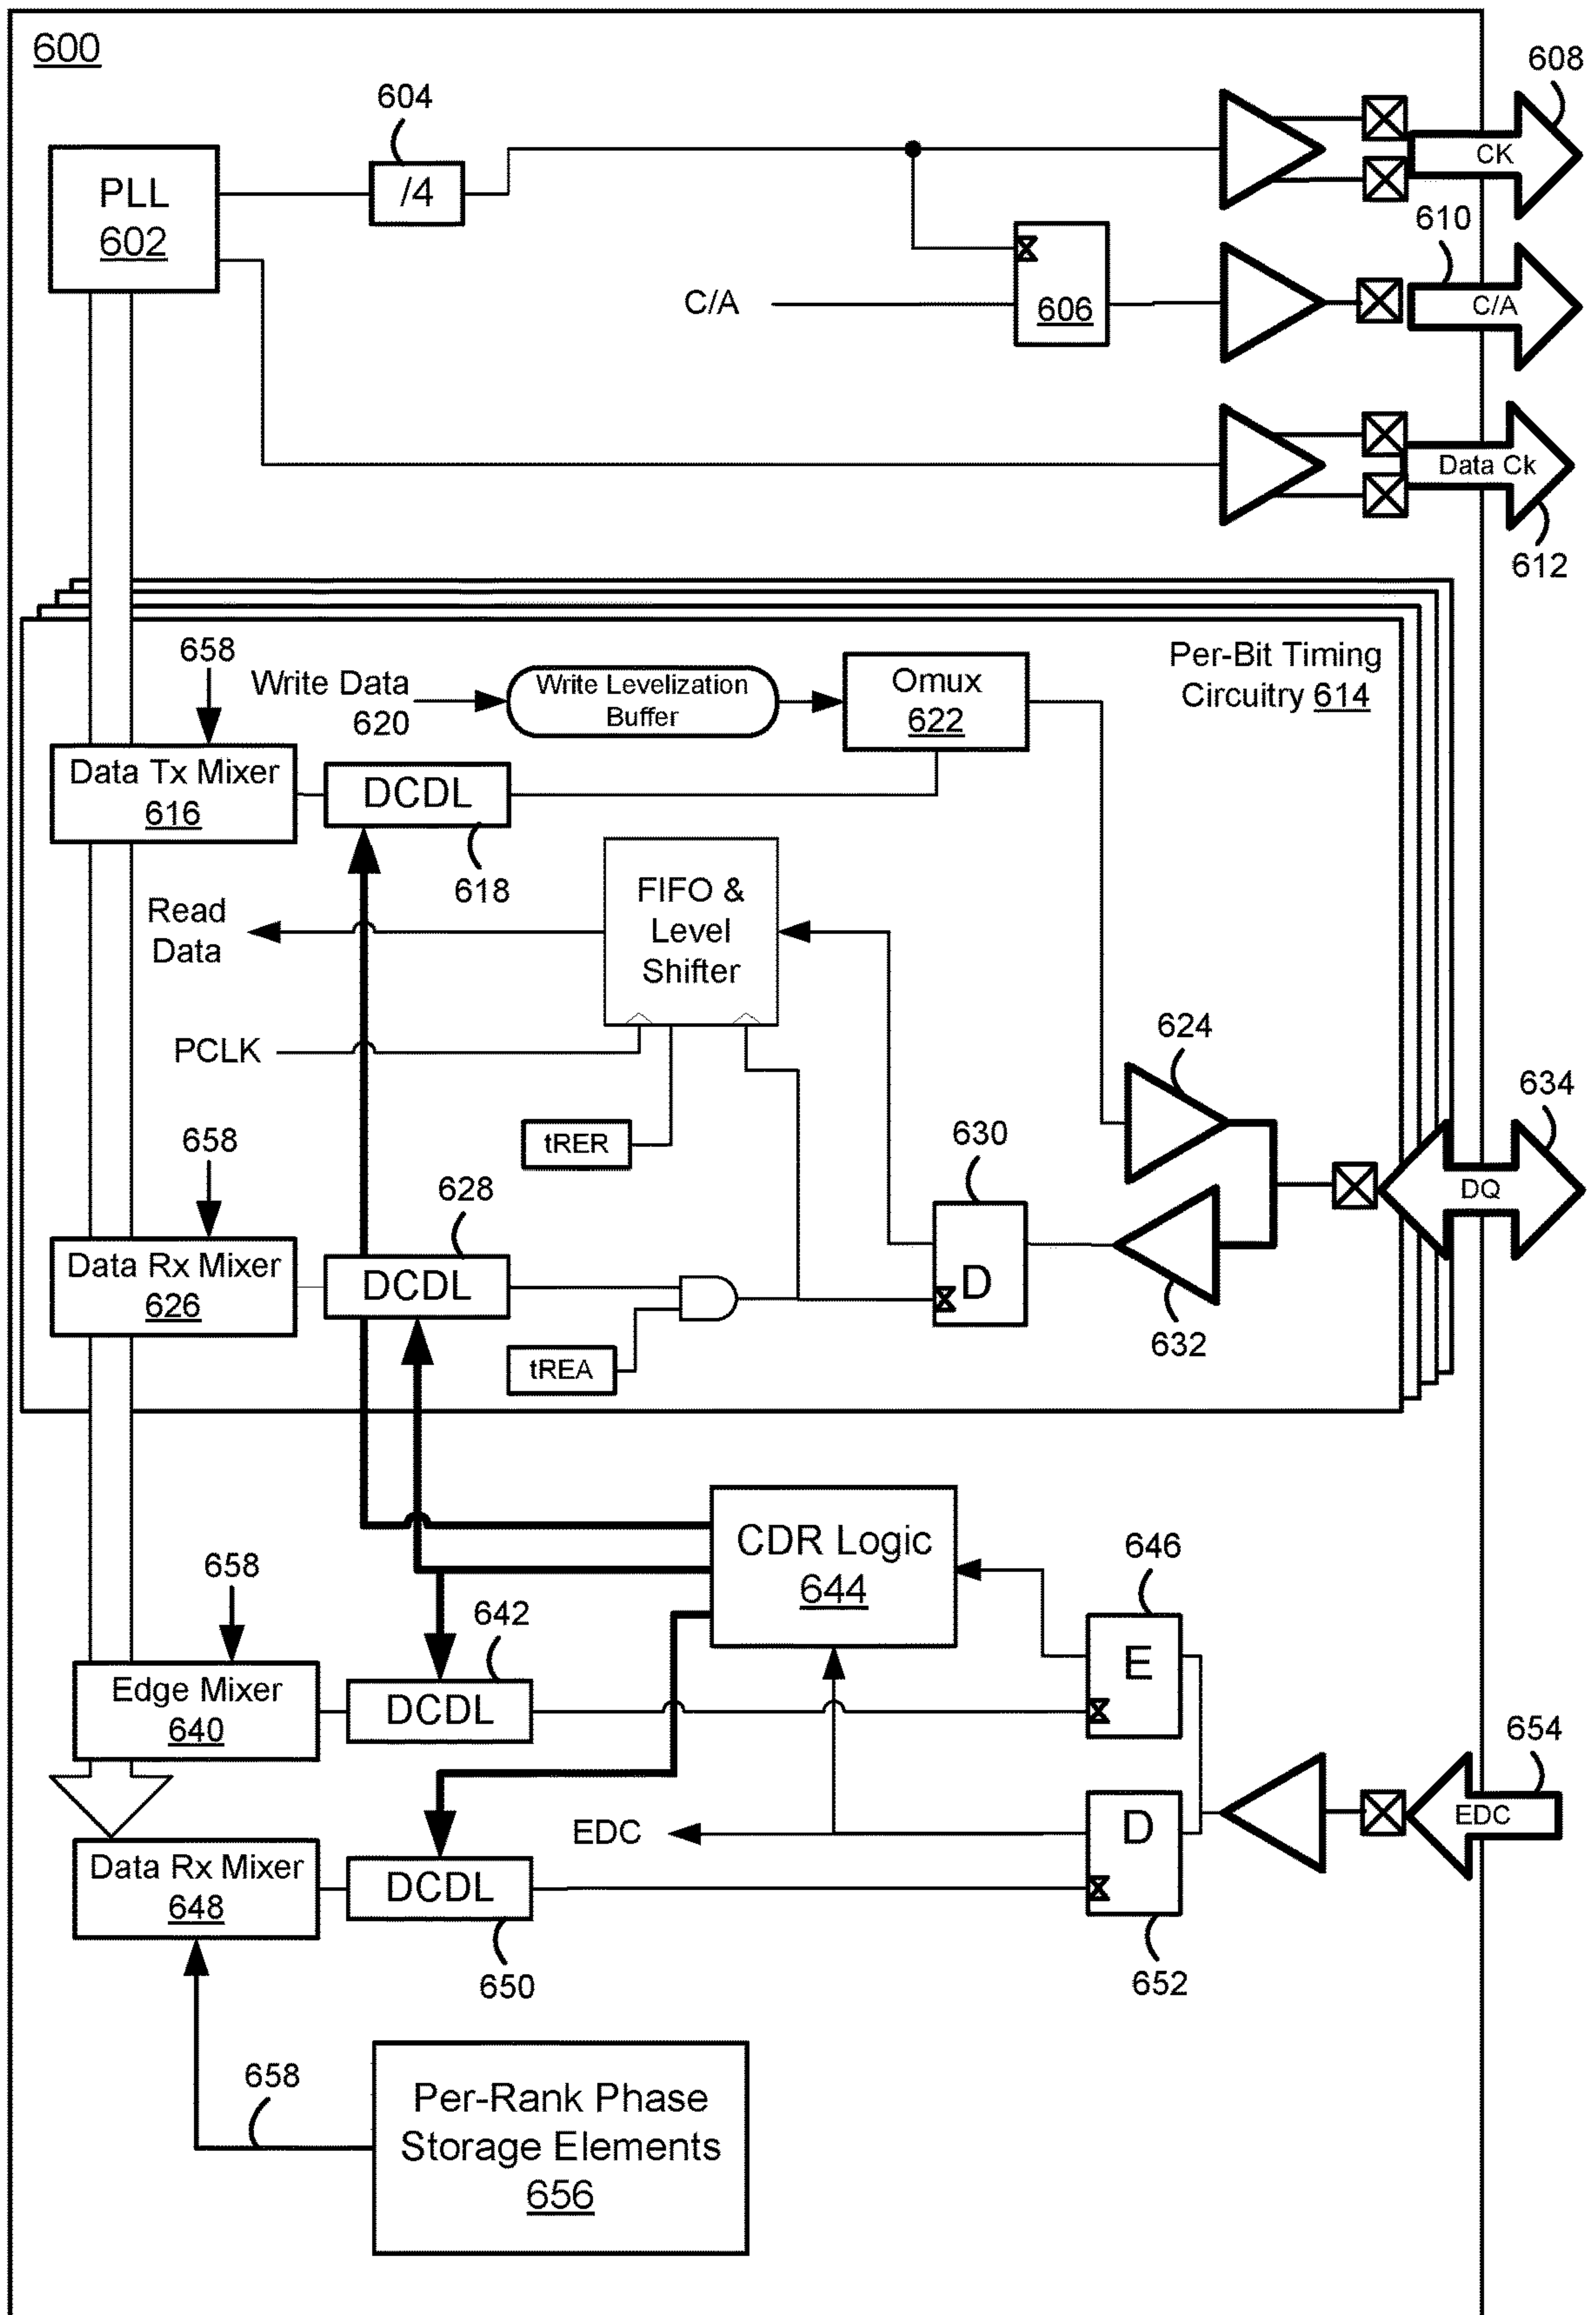 600
604
608
PLL
602
/4
CK
610
C/A
606
C/A
Data Ck
612
658
Write Data
620
Write Levelization
Buffer
Omux
622
Per-Bit Timing
Circuitry 614
Data Tx Mixer
616
DCDL
618
Read
Data
FIFO &
Level
Shifter
PCLK
624
634
tRER
630
658
628
DQ
Data Rx Mixer
626
DCDL
D
632
tREA
CDR Logic
644
646
658
642
E
Edge Mixer
640
DCDL
654
EDC
D
EDC
Data Rx Mixer
648
DCDL
650
652
658
Per-Rank Phase
Storage Elements
656